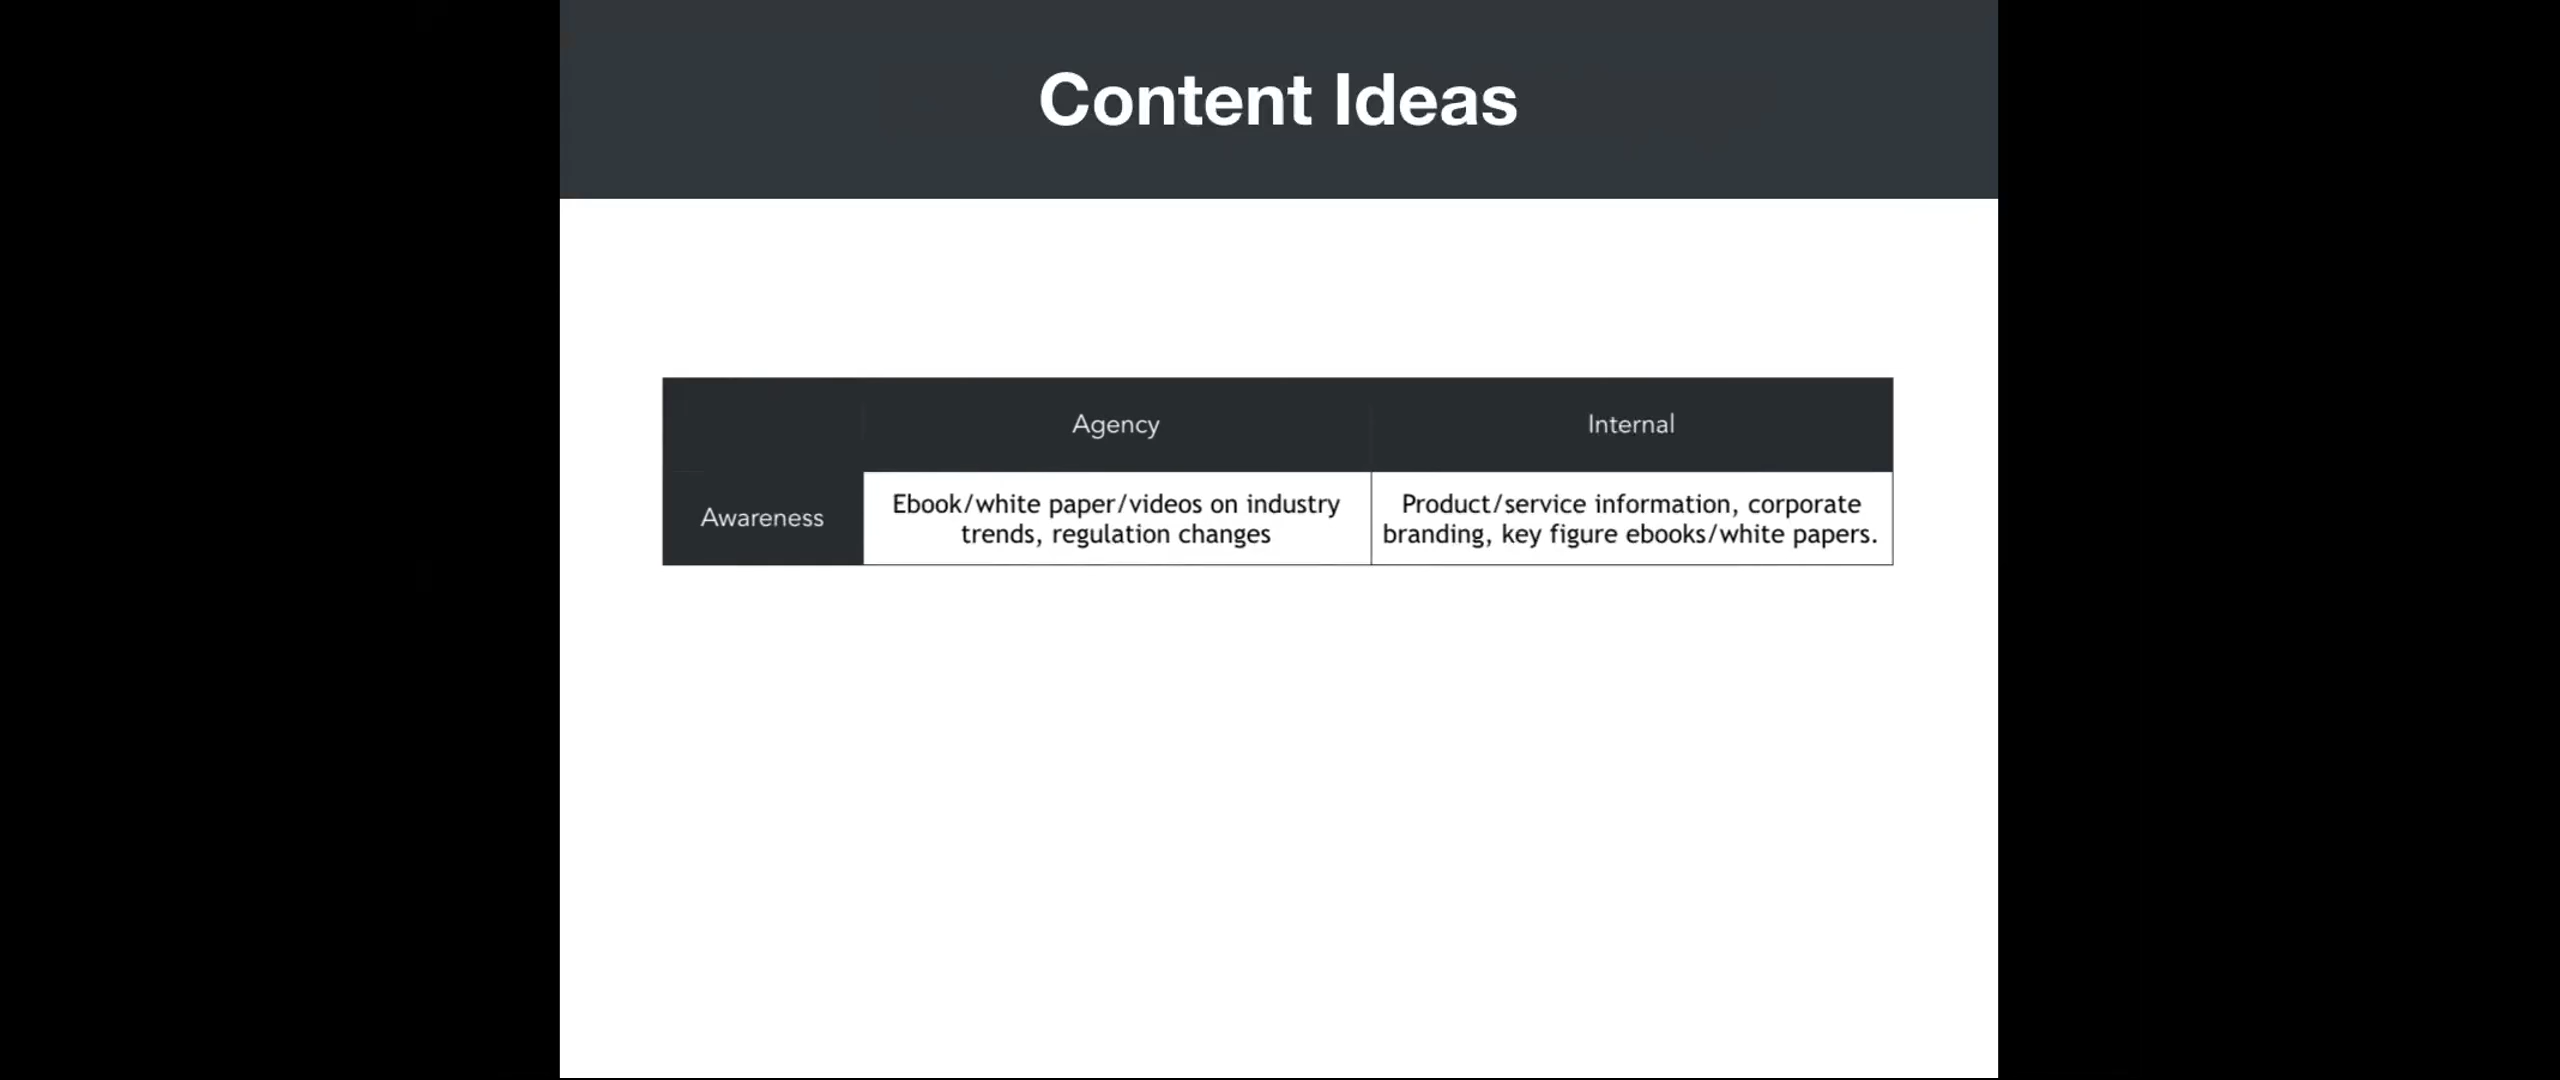 Content Ideas
Agency
Internal
Awareness
Ebook/white paper/videos on industry
trends, regulation changes
Product/service information, corporate
branding, key figure ebooks/white papers.